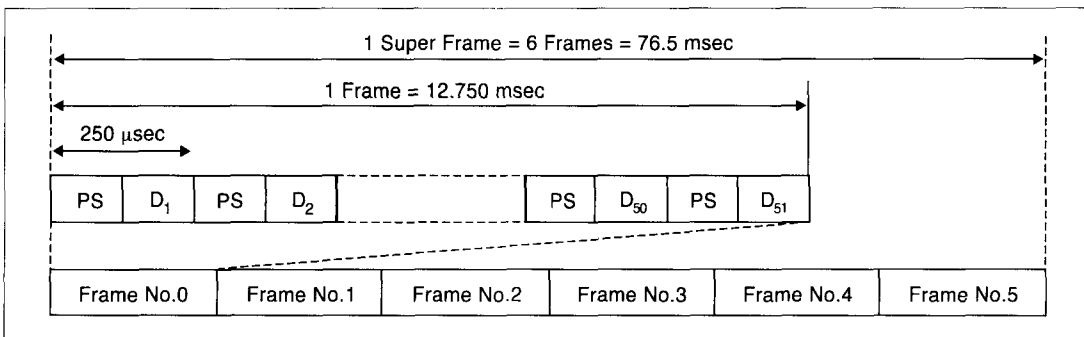 1 Super Frame = 6 Frames = 76.5 msec
1 Frame = 12.750 msec
250 μsec
PS D₁ PS D₂ PS D₅₀ PS D₅₁
Frame No.0 Frame No.1 Frame No.2 Frame No.3 Frame No.4 Frame No.5